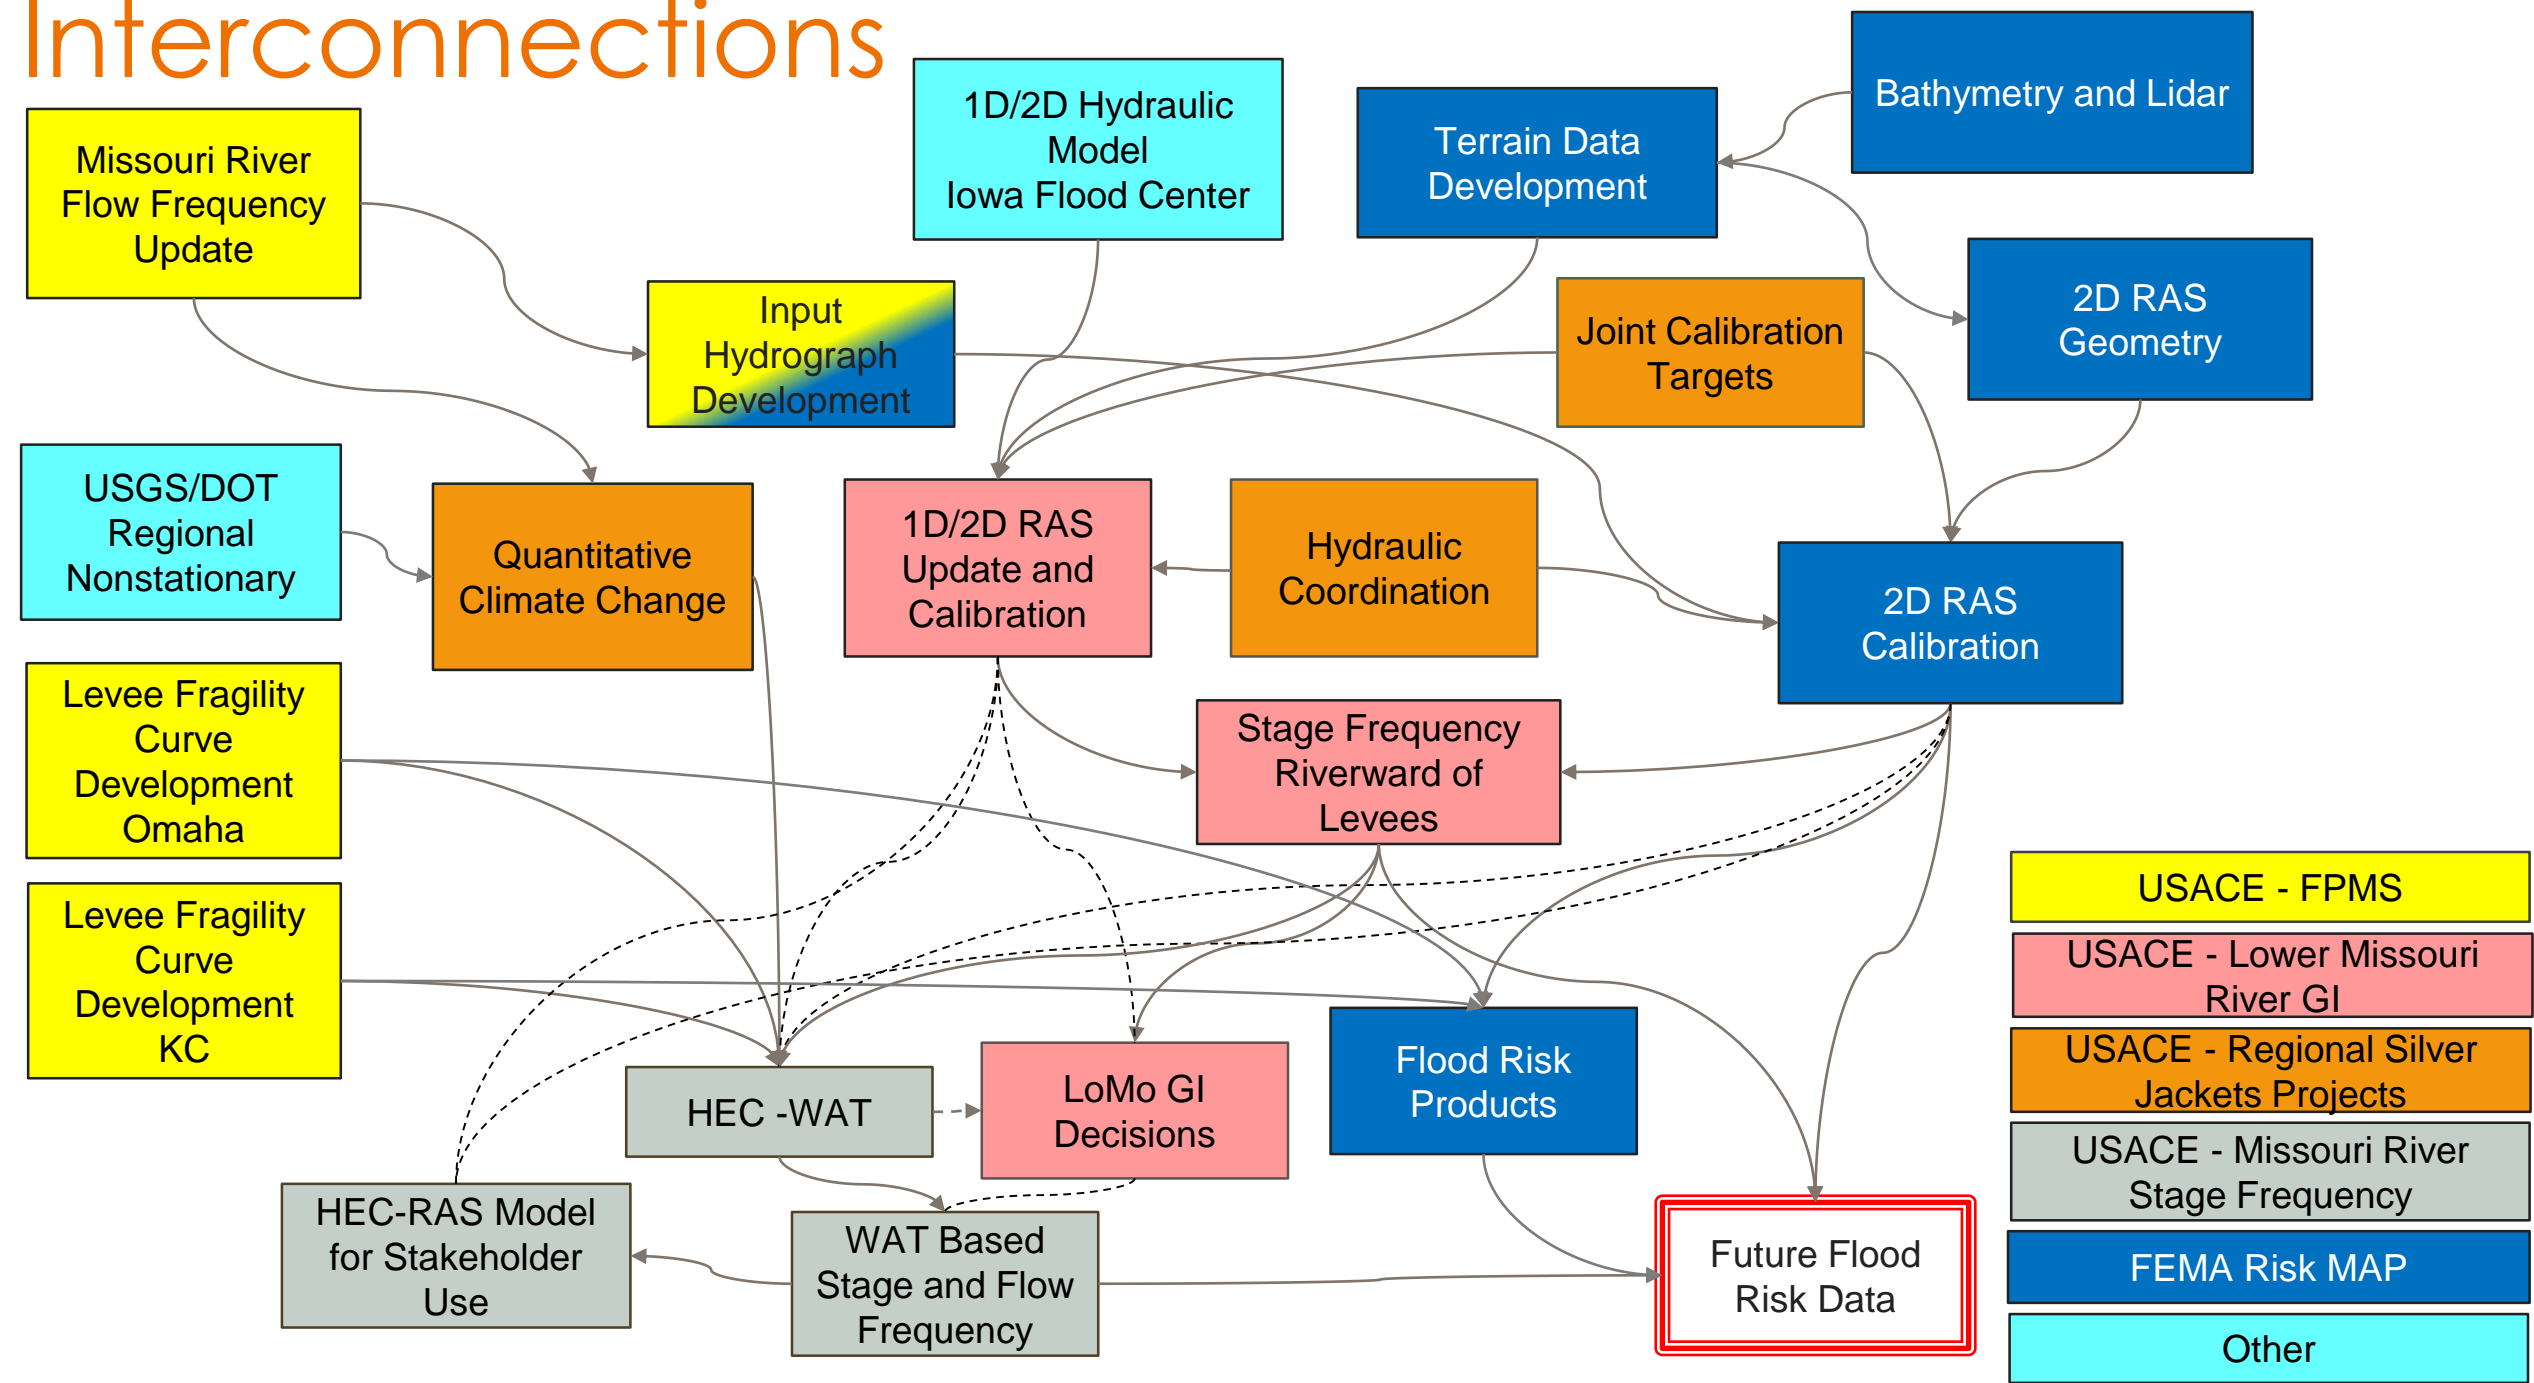 Interconnections
Missouri River
Flow Frequency
Update
1D/2D Hydraulic
Model
Iowa Flood Center
Terrain Data
Development
Bathymetry and Lidar
Input
Hydrograph
Development
Joint Calibration
Targets
2D RAS
Geometry
USGS/DOT
Regional
Nonstationary
Quantitative
Climate Change
1D/2D RAS
Update and
Calibration
Hydraulic
Coordination
2D RAS
Calibration
Levee Fragility
Curve
Development
Omaha
Stage Frequency
Riverward of
Levees
Levee Fragility
Curve
Development
KC
HEC -WAT
LoMo GI
Decisions
Flood Risk
Products
HEC-RAS Model
for Stakeholder
Use
WAT Based
Stage and Flow
Frequency
Future Flood
Risk Data
USACE - FPMS
USACE - Lower Missouri
River GI
USACE - Regional Silver
Jackets Projects
USACE - Missouri River
Stage Frequency
FEMA Risk MAP
Other